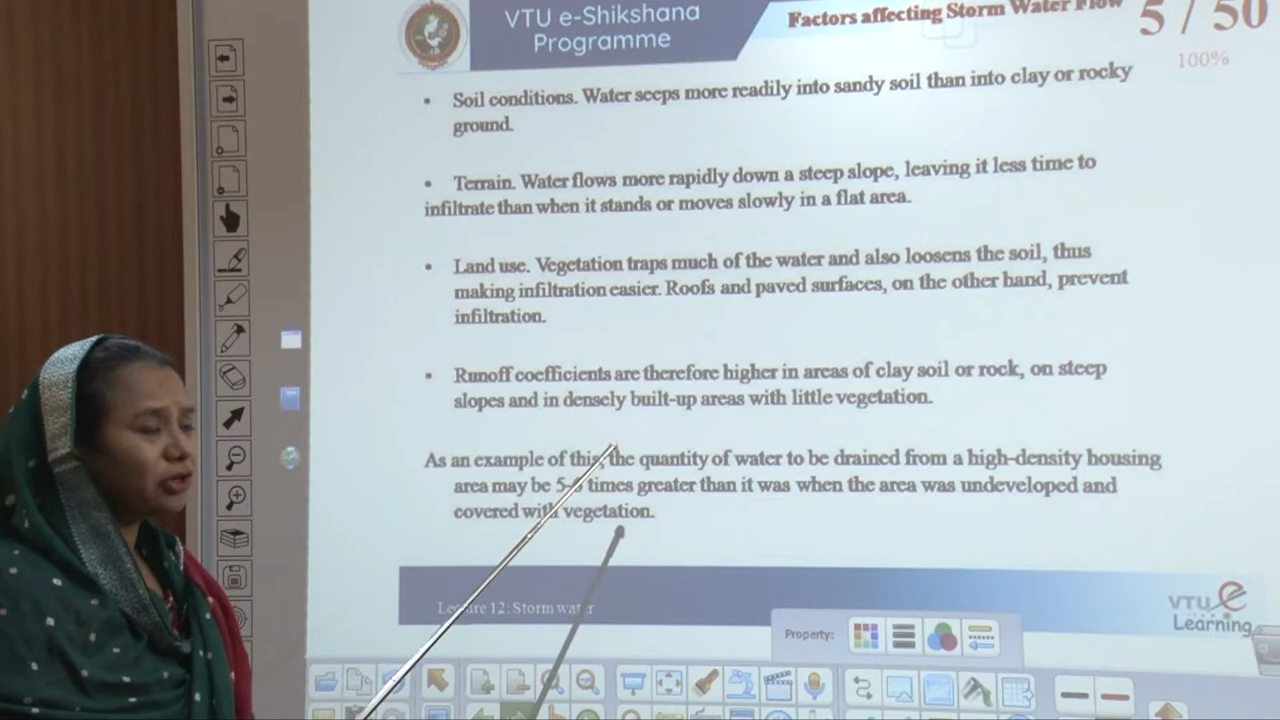 VTU e-Shikshana
Programme
Factors affecting Storm Water Flow
5 / 50
100%
• Soil conditions. Water seeps more readily into sandy soil than into clay or rocky
ground.
• Terrain. Water flows more rapidly down a steep slope, leaving it less time to
infiltrate than when it stands or moves slowly in a flat area.
• Land use. Vegetation traps much of the water and also loosens the soil, thus
making infiltration easier. Roofs and paved surfaces, on the other hand, prevent
infiltration.
• Runoff coefficients are therefore higher in areas of clay soil or rock, on steep
slopes and in densely built-up areas with little vegetation.
As an example of this, the quantity of water to be drained from a high-density housing
area may be times greater than it was when the area was undeveloped and
covered with vegetation.
Lecture 12: Storm water
VTU e
Learning
Property: